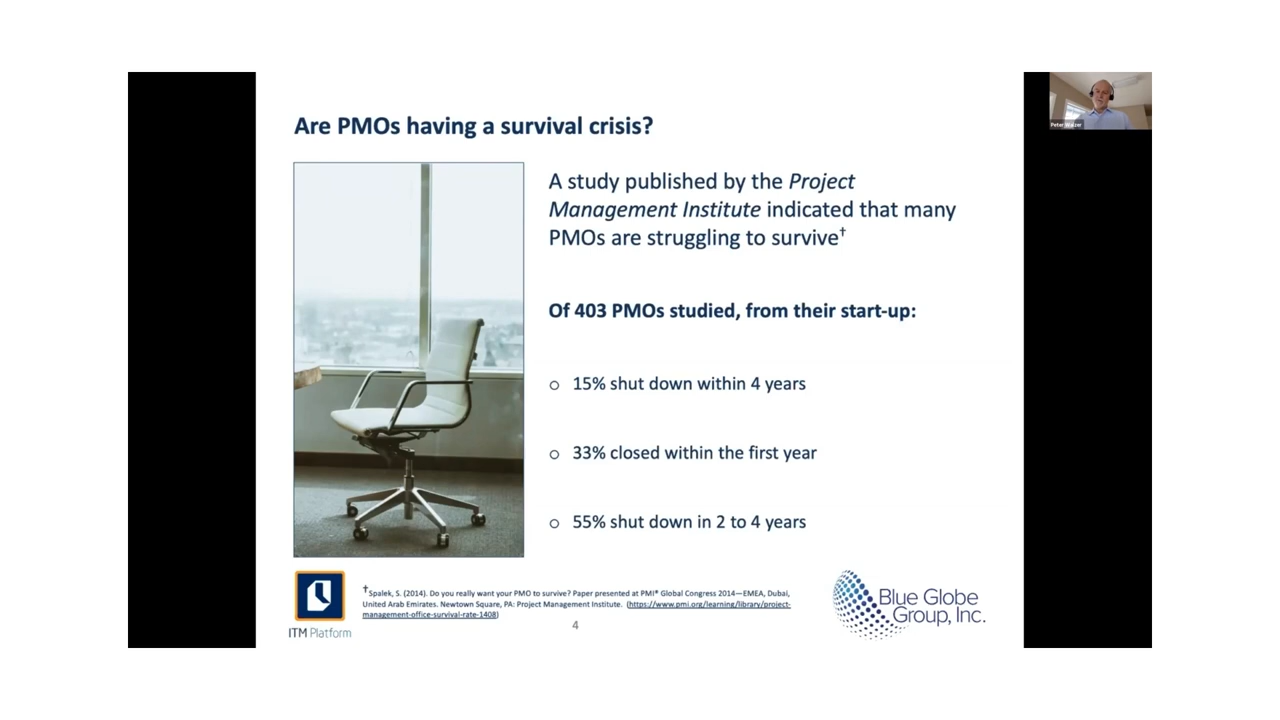 Are PMOs having a survival crisis?
A study published by the Project
Management Institute indicated that many
PMOs are struggling to survive†
Of 403 PMOs studied, from their start-up:
o 15% shut down within 4 years
o 33% closed within the first year
o 55% shut down in 2 to 4 years
†Spalek, S. (2014). Do you really want your PMO to survive? Paper presented at PMI® Global Congress 2014—EMEA, Dubai,
United Arab Emirates. Newtown Square, PA: Project Management Institute. (https://www.pmi.org/learning/library/project-
management-office-survival-rate-1408)
ITM Platform
4
Blue Globe
Group, Inc.
Peter Walzer